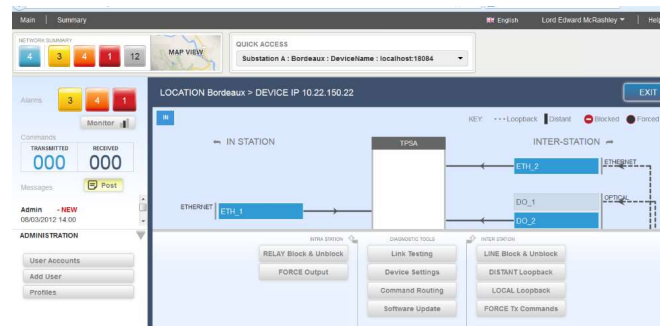 Main | Summary
English Lord Edward McRashley Help
NETWORK SUMMARY
4 3 4 1 12
MAP VIEW
QUICK ACCESS
Substation A : Bordeaux : DeviceName : localhost:18084
Alarms 3 4 1
Monitor
Commands
TRANSMITTED RECEIVED
000 000
Messages Post
Admin - NEW
08/03/2012 14:00
ADMINISTRATION
User Accounts
Add User
Profiles
LOCATION Bordeaux > DEVICE IP 10.22.150.22 EXIT
IN
KEY: Loopback Distant Blocked Forced
IN STATION TPSA INTER-STATION
ETH_2 ETHERNET
DO_1 OPTICAL
ETHERNET ETH_1
DO_2
INTRA STATION DIAGNOSTIC TOOLS INTER STATION
RELAY Block & Unblock Link Testing LINE Block & Unblock
FORCE Output Device Settings DISTANT Loopback
Command Routing LOCAL Loopback
Software Update FORCE Tx Commands